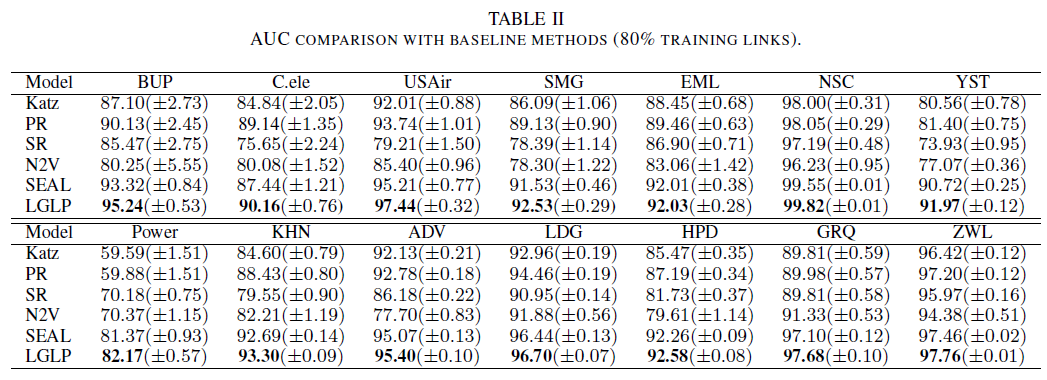 TABLE II
AUC COMPARISON WITH BASELINE METHODS (80% TRAINING LINKS).
Model BUP C.ele USAir SMG EML NSC YST
Katz 87.10(±2.73) 84.84(±2.05) 92.01(±0.88) 86.09(±1.06) 88.45(±0.68) 98.00(±0.31) 80.56(±0.78)
PR 90.13(±2.45) 89.14(±1.35) 93.74(±1.01) 89.13(±0.90) 89.46(±0.63) 98.05(±0.29) 81.40(±0.75)
SR 85.47(±2.75) 75.65(±2.24) 79.21(±1.50) 78.39(±1.14) 86.90(±0.71) 97.19(±0.48) 73.93(±0.95)
N2V 80.25(±5.55) 80.08(±1.52) 85.40(±0.96) 78.30(±1.22) 83.06(±1.42) 96.23(±0.95) 77.07(±0.36)
SEAL 93.32(±0.84) 87.44(±1.21) 95.21(±0.77) 91.53(±0.46) 92.01(±0.38) 99.55(±0.01) 90.72(±0.25)
LGLP 95.24(±0.53) 90.16(±0.76) 97.44(±0.32) 92.53(±0.29) 92.03(±0.28) 99.82(±0.01) 91.97(±0.12)
Model Power KHN ADV LDG HPD GRQ ZWL
Katz 59.59(±1.51) 84.60(±0.79) 92.13(±0.21) 92.96(±0.19) 85.47(±0.35) 89.81(±0.59) 96.42(±0.12)
PR 59.88(±1.51) 88.43(±0.80) 92.78(±0.18) 94.46(±0.19) 87.19(±0.34) 89.98(±0.57) 97.20(±0.12)
SR 70.18(±0.75) 79.55(±0.90) 86.18(±0.22) 90.95(±0.14) 81.73(±0.37) 89.81(±0.58) 95.97(±0.16)
N2V 70.37(±1.15) 82.21(±1.19) 77.70(±0.83) 91.88(±0.56) 79.61(±1.14) 91.33(±0.53) 94.38(±0.51)
SEAL 81.37(±0.93) 92.69(±0.14) 95.07(±0.13) 96.44(±0.13) 92.26(±0.09) 97.10(±0.12) 97.46(±0.02)
LGLP 82.17(±0.57) 93.30(±0.09) 95.40(±0.10) 96.70(±0.07) 92.58(±0.08) 97.68(±0.10) 97.76(±0.01)